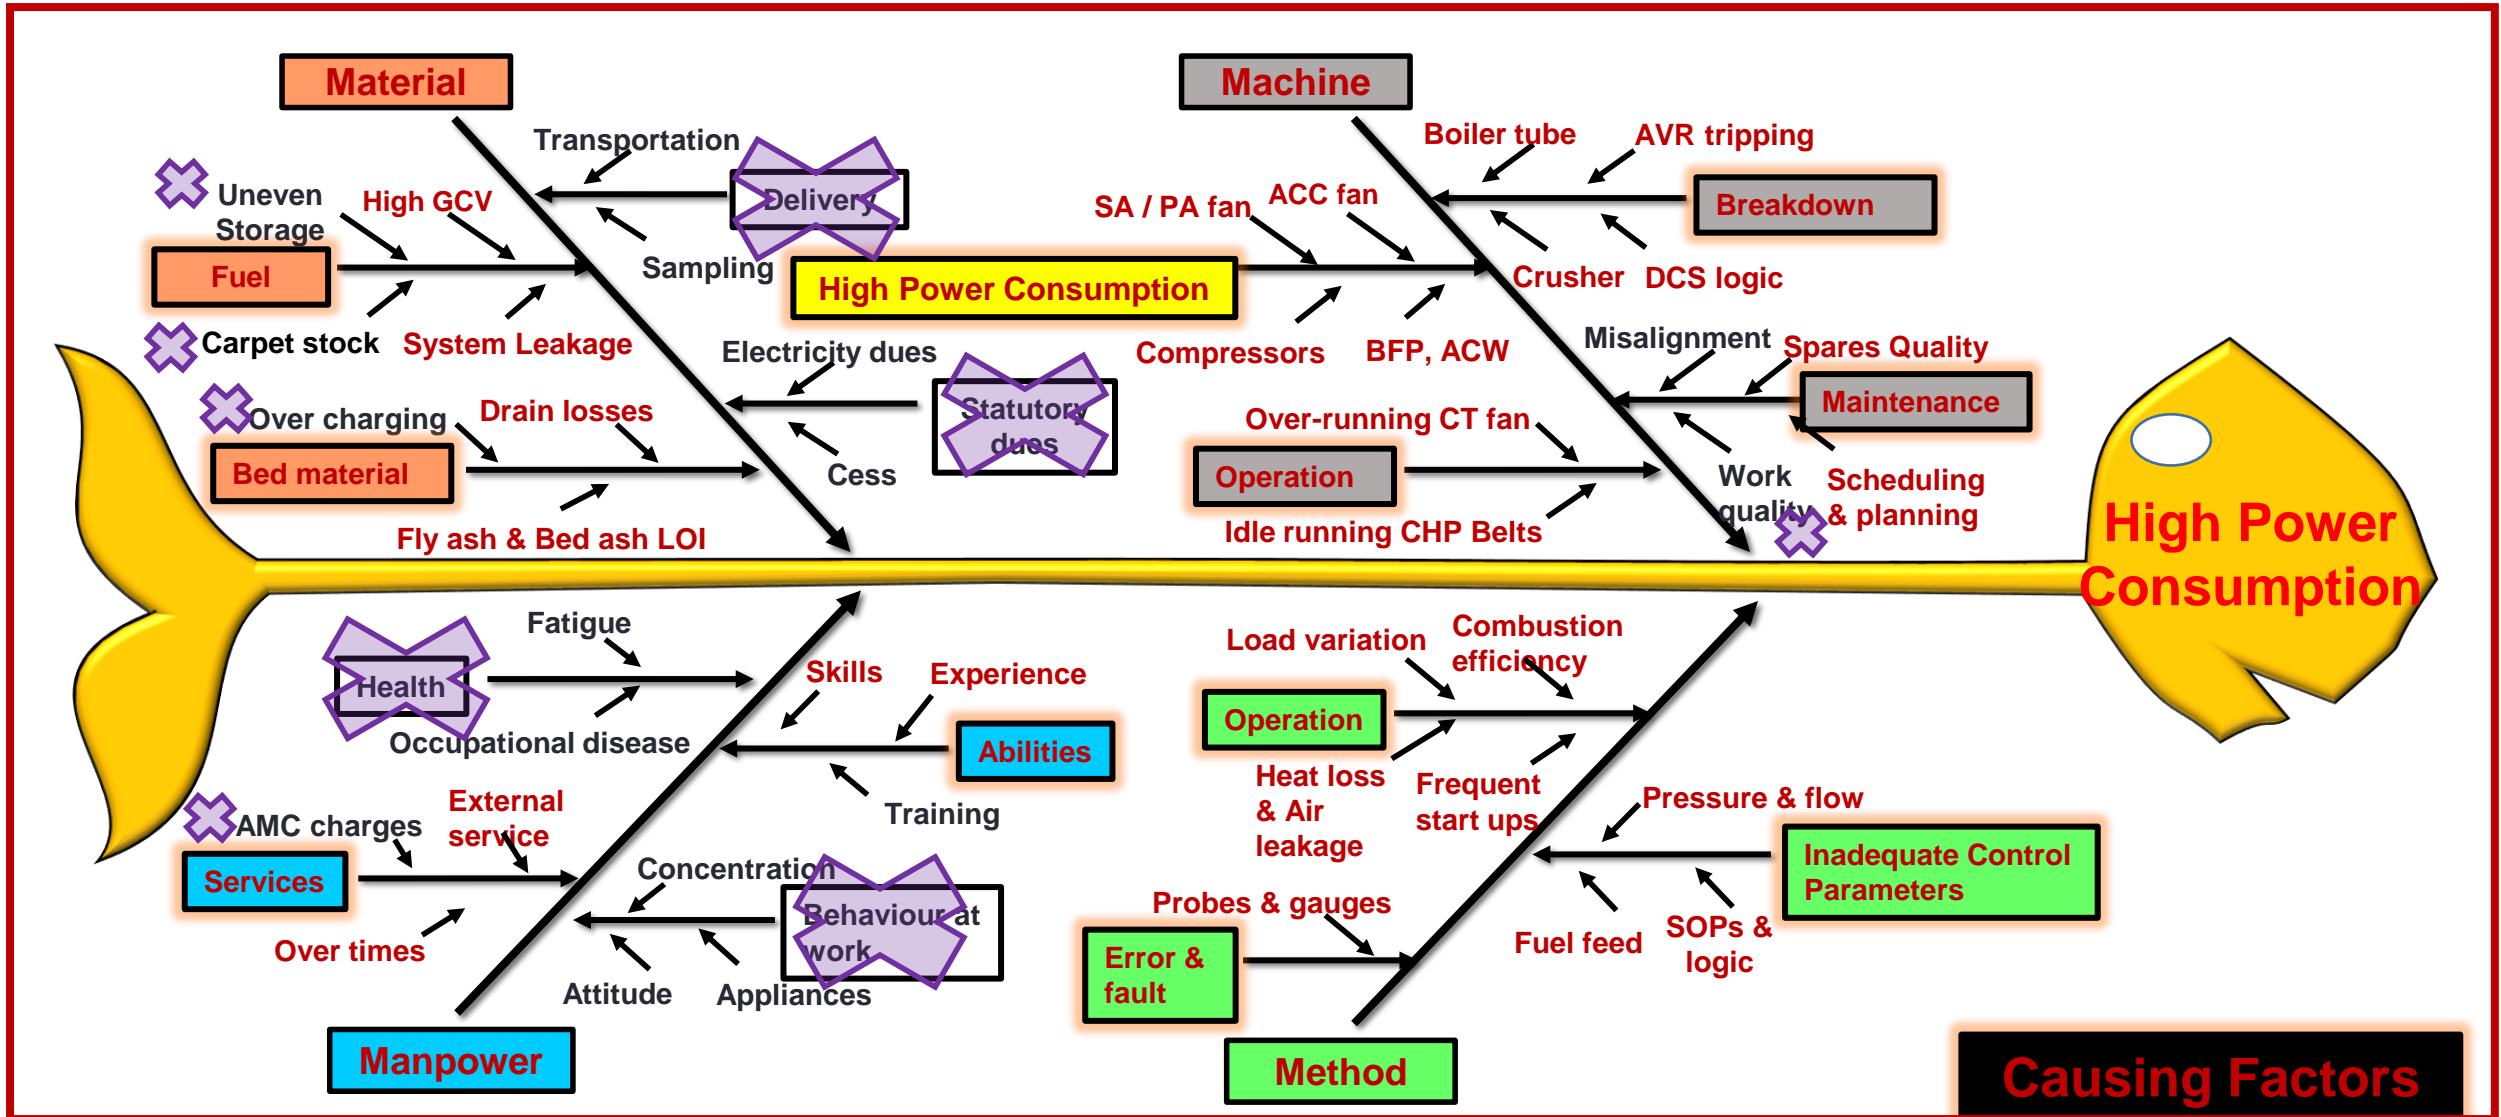 Material
Machine
Transportation
Boiler tube
AVR tripping
Uneven
Storage
High GCV
Delivery
SA / PA fan
ACC fan
Breakdown
Fuel
Sampling
High Power Consumption
Crusher
DCS logic
Carpet stock
System Leakage
Electricity dues
Compressors
BFP, ACW
Misalignment
Spares Quality
Over charging
Drain losses
Statutory
dues
Over-running CT fan
Maintenance
Bed material
Cess
Operation
Work
quality
Scheduling
& planning
Fly ash & Bed ash LOI
Idle running CHP Belts
High Power
Consumption
Fatigue
Load variation
Combustion
efficiency
Health
Skills
Experience
Operation
Occupational disease
Abilities
Heat loss
& Air
leakage
Frequent
start ups
AMC charges
External
service
Training
Pressure & flow
Services
Concentration
Inadequate Control
Parameters
Over times
Behaviour at
work
Probes & gauges
Fuel feed
SOPs &
logic
Attitude
Appliances
Error &
fault
Manpower
Method
Causing Factors